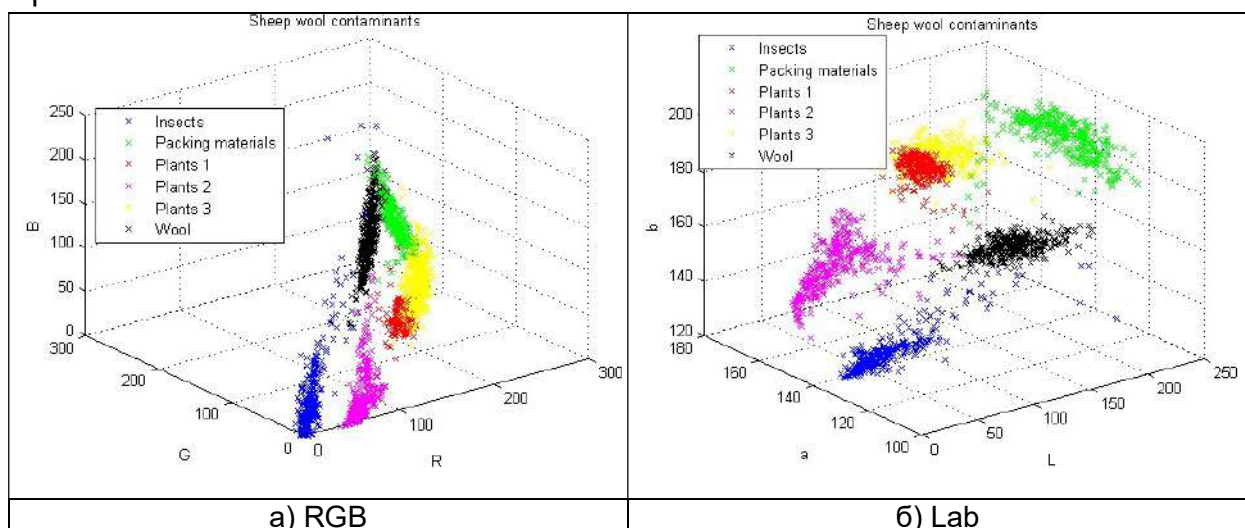 Sheep wool contaminants
Insects
Packing materials
Plants 1
Plants 2
Plants 3
Wool
250
200
150
100
50
0
B
300
200
100
0
G
0
100
200
300
R
а) RGB
Sheep wool contaminants
Insects
Packing materials
Plants 1
Plants 2
Plants 3
Wool
200
180
160
140
120
b
180
160
140
120
100
a
0
50
100
150
200
250
L
б) Lab